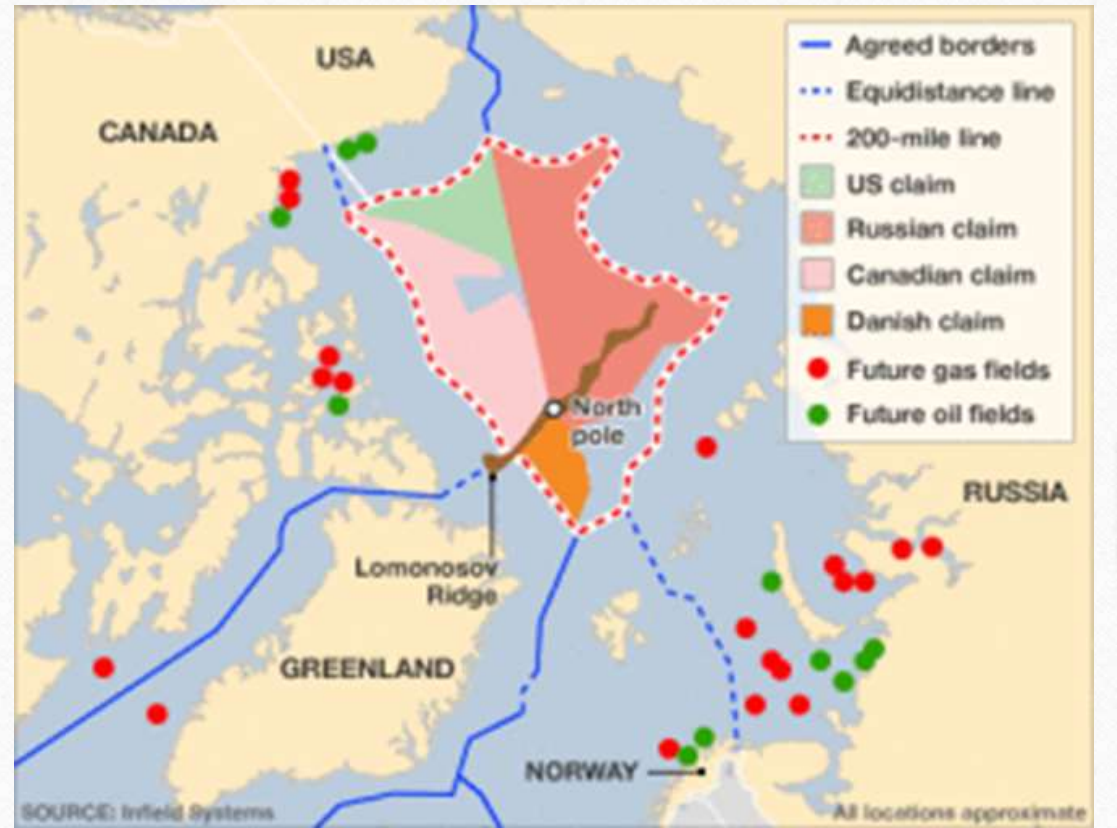 USA
CANADA
Agreed borders
Equidistance line
200-mile line
US claim
Russian claim
Canadian claim
Danish claim
Future gas fields
Future oil fields
North
pole
RUSSIA
Lomonosov
Ridge
GREENLAND
NORWAY
SOURCE: Infield Systems
All locations approximate